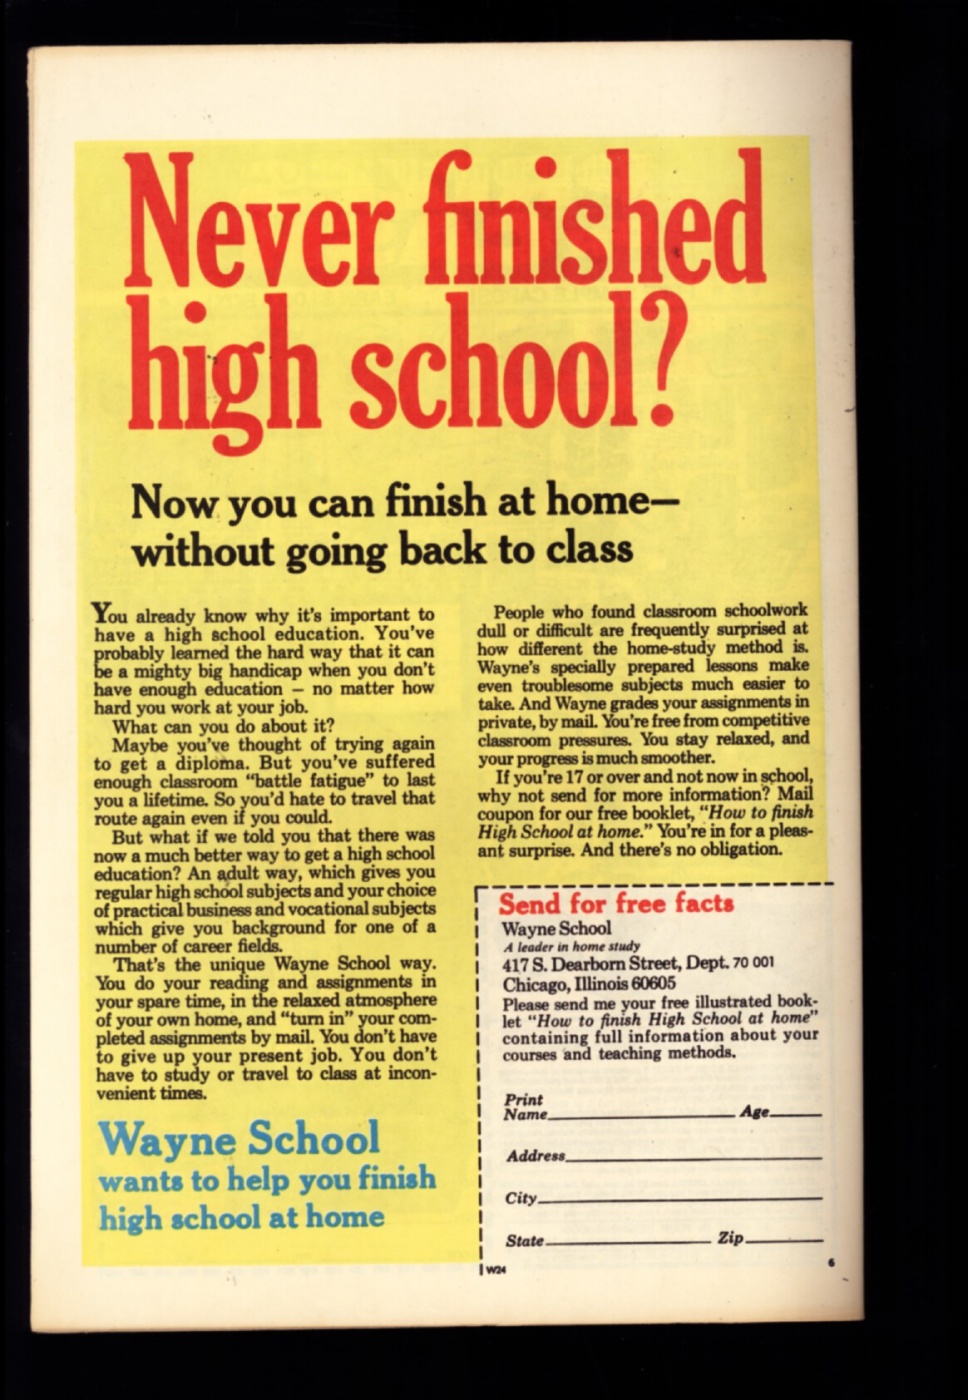 Never finished
high school?
Now you can finish at home—
without going back to class
You already know why it's important to
have a high school education. You've
probably learned the hard way that it can
be a mighty big handicap when you don't
have enough education — no matter how
hard you work at your job.
What can you do about it?
Maybe you've thought of trying again
to get a diploma. But you've suffered
enough classroom "battle fatigue" to last
you a lifetime. So you'd hate to travel that
route again even if you could.
But what if we told you that there was
now a much better way to get a high school
education? An adult way, which gives you
regular high school subjects and your choice
of practical business and vocational subjects
which give you background for one of a
number of career fields.
That's the unique Wayne School way.
You do your reading and assignments in
your spare time, in the relaxed atmosphere
of your own home, and "turn in" your com-
pleted assignments by mail. You don't have
to give up your present job. You don't
have to study or travel to class at incon-
venient times.
Wayne School
wants to help you finish
high school at home
People who found classroom schoolwork
dull or difficult are frequently surprised at
how different the home-study method is.
Wayne's specially prepared lessons make
even troublesome subjects much easier to
take. And Wayne grades your assignments in
private, by mail. You're free from competitive
classroom pressures. You stay relaxed, and
your progress is much smoother.
If you're 17 or over and not now in school,
why not send for more information? Mail
coupon for our free booklet, "How to finish
High School at home." You're in for a pleas-
ant surprise. And there's no obligation.
Send for free facts
Wayne School
A leader in home study
417 S. Dearborn Street, Dept. 70 001
Chicago, Illinois 60605
Please send me your free illustrated book-
let "How to finish High School at home"
containing full information about your
courses and teaching methods.
Print
Name Age
Address
City
State Zip
W24
6